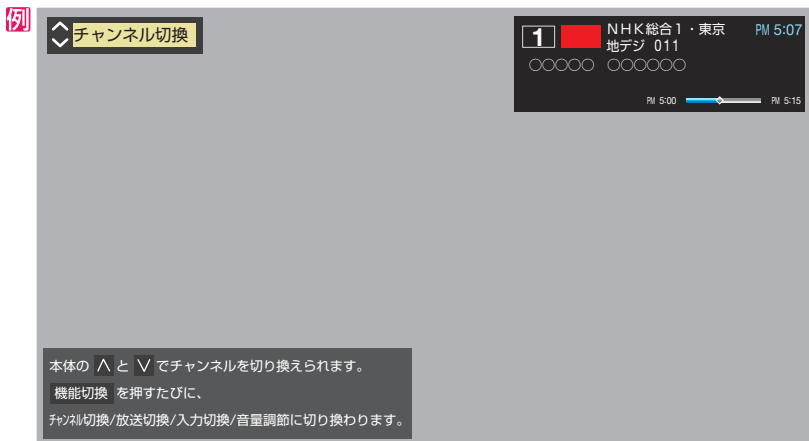 例
チャンネル切換
1 NHK総合1・東京 PM 5:07
地デジ 011
○○○○○ ○○○○○○
PM 5:00 PM 5:15
本体の ∧ と ∨ でチャンネルを切り換えられます。
機能切換 を押すたびに、
ﾁｬﾝﾈﾙ切換/放送切換/入力切換/音量調節に切り換わります。